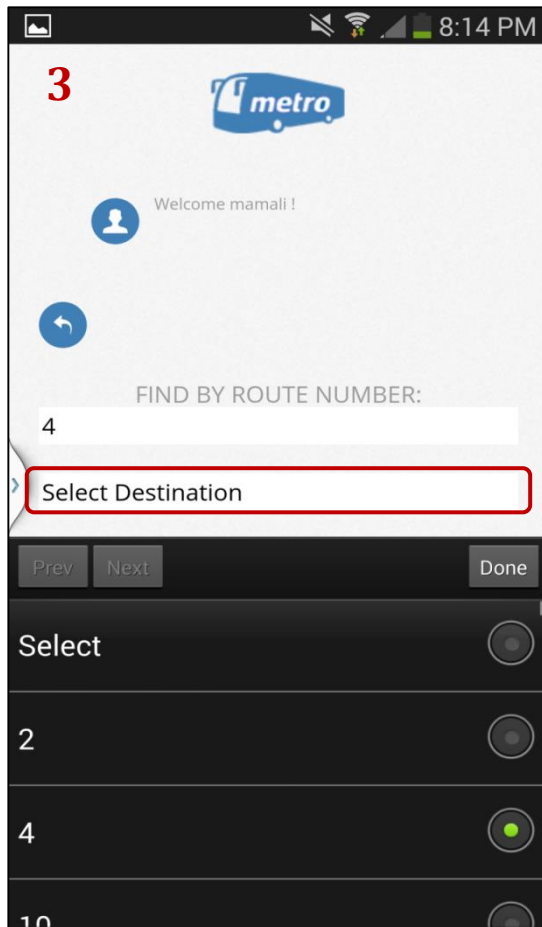 8:14 PM
3
metro
Welcome mamali !
FIND BY ROUTE NUMBER:
4
Select Destination
Prev Next Done
Select
2
4
10